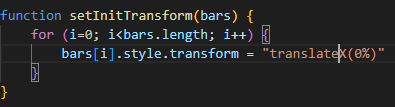 function setInitTransform(bars) {
    for (i=0; i<bars.length; i++) {
        bars[i].style.transform = "translateX(0%)"
    }
}